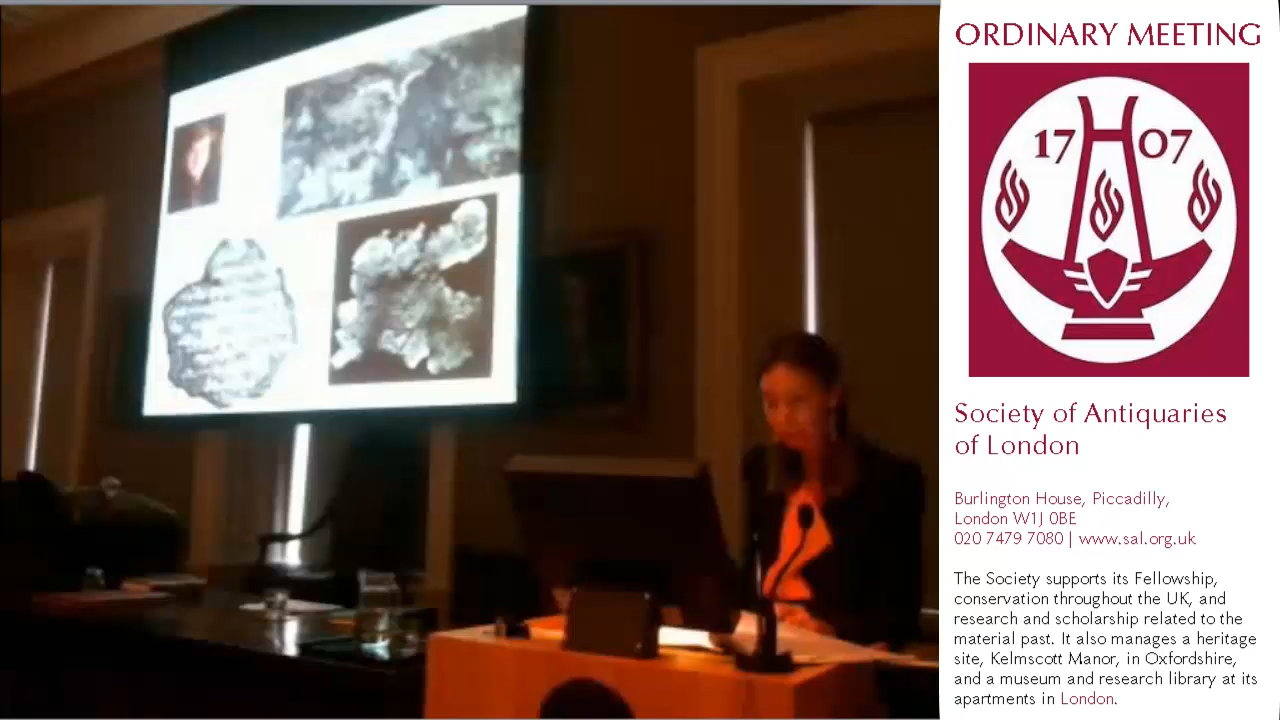 ORDINARY MEETING
17 07
Society of Antiquaries
of London
Burlington House, Piccadilly,
London W1J 0BE
020 7479 7080 | www.sal.org.uk
The Society supports its Fellowship,
conservation throughout the UK, and
research and scholarship related to the
material past. It also manages a heritage
site, Kelmscott Manor, in Oxfordshire,
and a museum and research library at its
apartments in London.